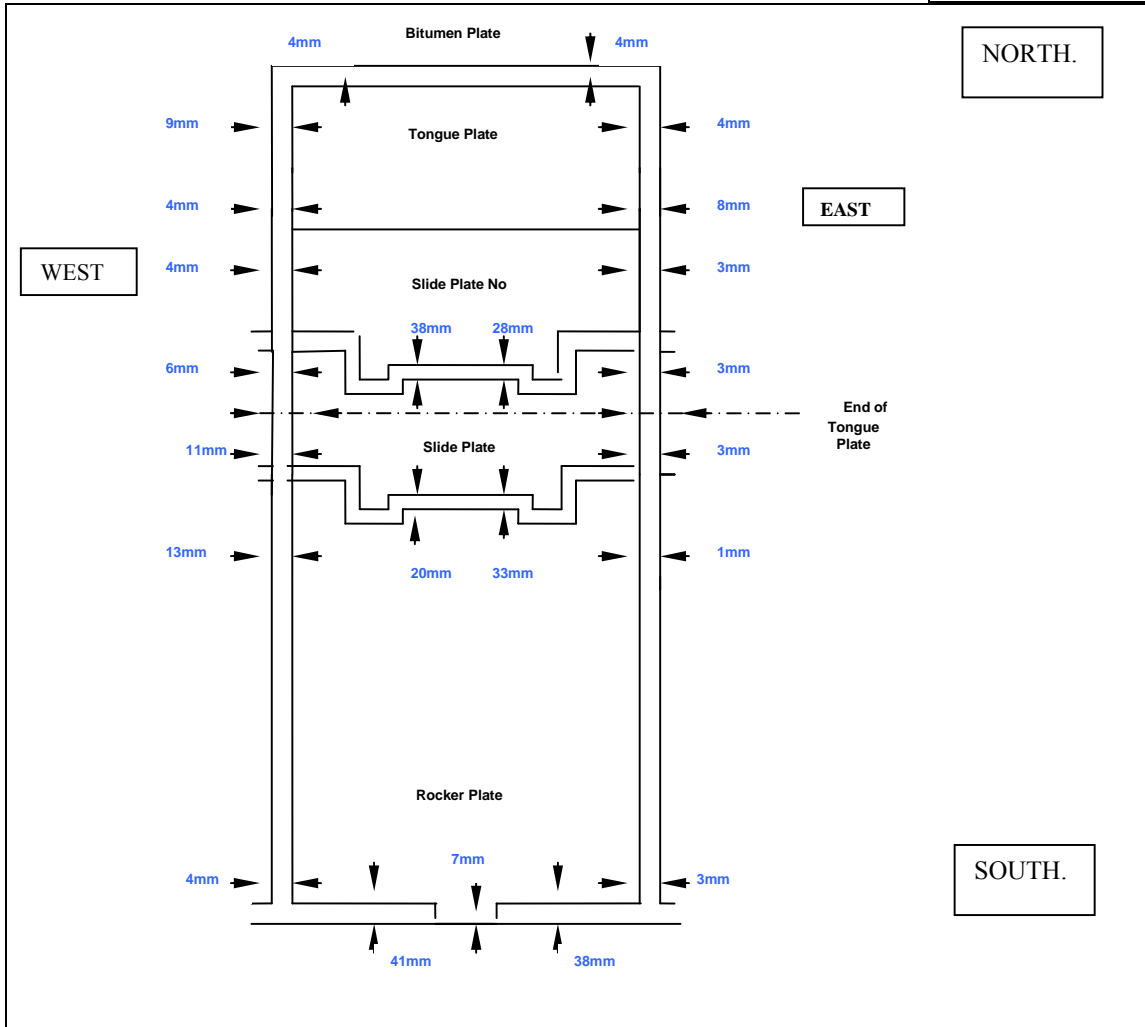 Bitumen Plate
4mm
4mm
NORTH.
9mm
Tongue Plate
4mm
4mm
8mm
EAST
WEST
4mm
Slide Plate No
3mm
38mm
28mm
6mm
3mm
End of
Tongue
Plate
11mm
Slide Plate
3mm
13mm
1mm
20mm
33mm
Rocker Plate
7mm
4mm
3mm
SOUTH.
41mm
38mm